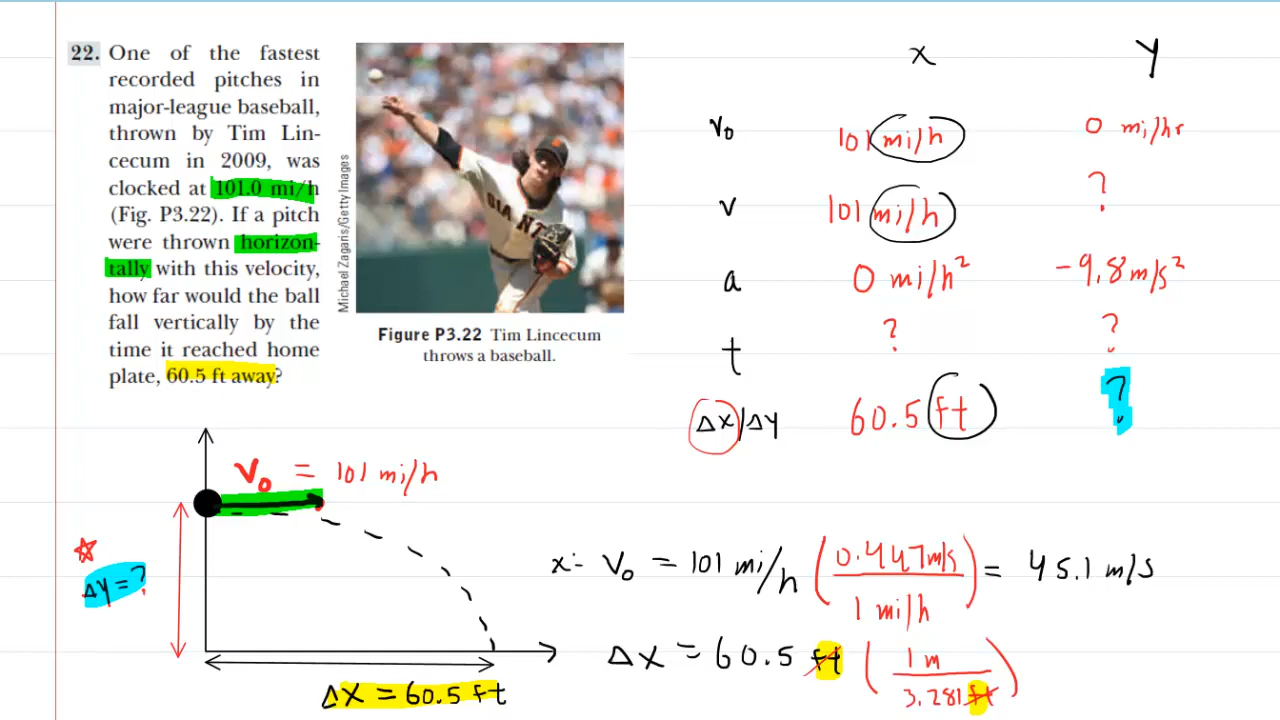 22. One of the fastest
recorded pitches in
major-league baseball,
thrown by Tim Lin-
cecum in 2009, was
clocked at 101.0 mi/h
(Fig. P3.22). If a pitch
were thrown horizon-
tally with this velocity,
how far would the ball
fall vertically by the
time it reached home
plate, 60.5 ft away?
Michael Zagaris/Getty Images
GIANTS
Figure P3.22 Tim Lincecum
throws a baseball.
x y
v₀ 101 mi/h 0 mi/hr
v 101 mi/h ?
a 0 mi/h² -9.8 m/s²
t ? ?
Δx/Δy 60.5 ft ?
v₀ = 101 mi/h
Δy = ?
Δx = 60.5 ft
x: v₀ = 101 mi/h (0.447 m/s / 1 mi/h) = 45.1 m/s
Δx = 60.5 ft (1 m / 3.281 ft)